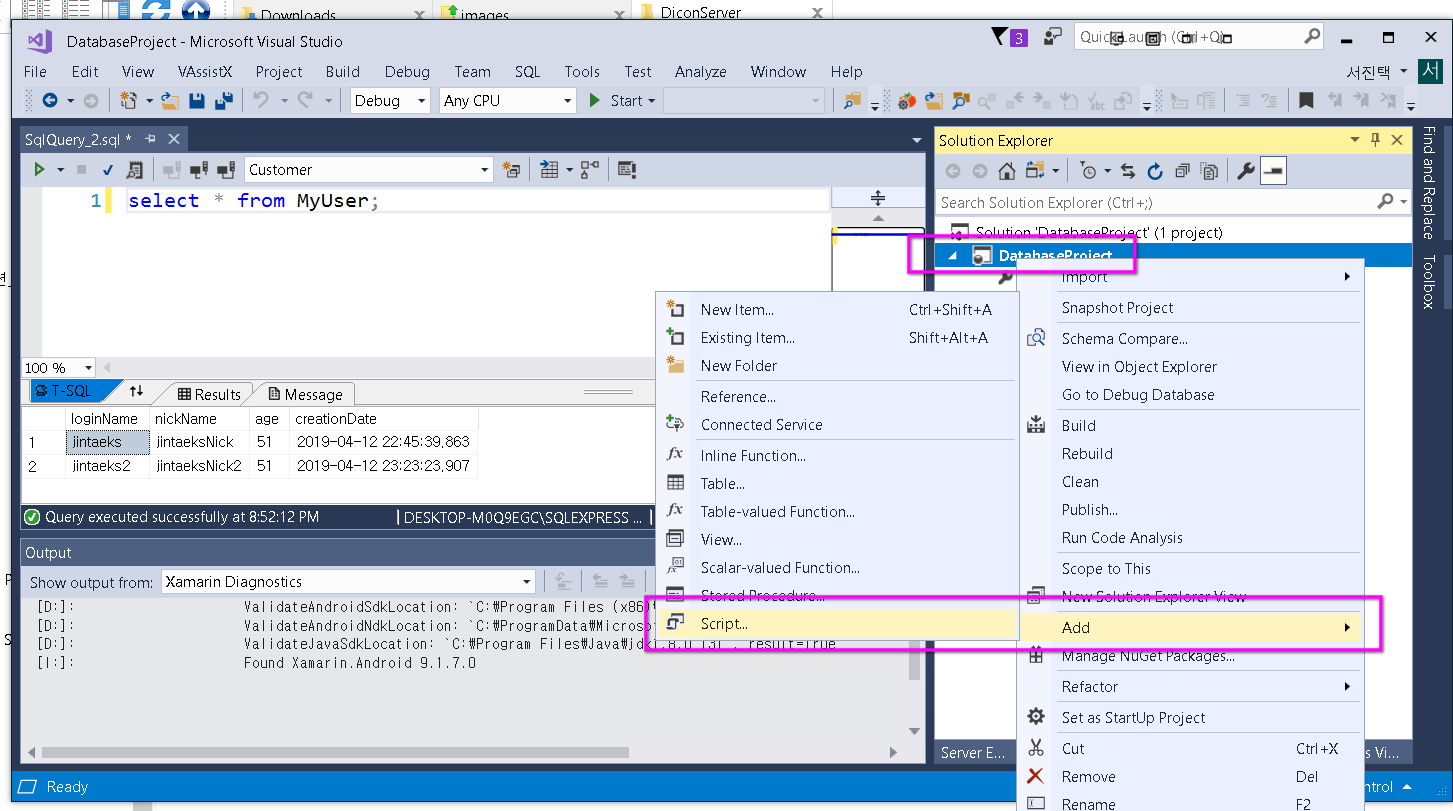 Downloads
images
DiconServer
DatabaseProject - Microsoft Visual Studio
3
Quick Launch (Ctrl+Q)
File Edit View VAssistX Project Build Debug Team SQL Tools Test Analyze Window Help
서진택
서
Debug
Any CPU
Start
SqlQuery_2.sql *
Customer
1
select * from MyUser;
100 %
T-SQL
Results
Message
loginName nickName age creationDate
1 jintaeks jintaeksNick 51 2019-04-12 22:45:39,863
2 jintaeks2 jintaeksNick2 51 2019-04-12 23:23:23,907
Query executed successfully at 8:52:12 PM
DESKTOP-M0Q9EGC\SQLEXPRESS ...
Output
Show output from: Xamarin Diagnostics
[D:]: ValidateAndroidSdkLocation: `C:₩Program Files (x86)
[D:]: ValidateAndroidNdkLocation: `C:₩ProgramData₩Microso
[D:]: ValidateJavaSdkLocation: `C:₩Program Files₩Java₩jdk1.8.0_131`, result=True
[I:]: Found Xamarin.Android 9.1.7.0
Ready
Solution Explorer
Search Solution Explorer (Ctrl+;)
Solution 'DatabaseProject' (1 project)
DatabaseProject
Find and Replace
Toolbox
Server E...
s Vi...
New Item... Ctrl+Shift+A
Existing Item... Shift+Alt+A
New Folder
Reference...
Connected Service
Inline Function...
Table...
Table-valued Function...
View...
Scalar-valued Function...
Stored Procedure...
Script...
Import
Snapshot Project
Schema Compare...
View in Object Explorer
Go to Debug Database
Build
Rebuild
Clean
Publish...
Run Code Analysis
Scope to This
New Solution Explorer View
Add
Manage NuGet Packages...
Refactor
Set as StartUp Project
Cut Ctrl+X
Remove Del
Rename F2
ntrol